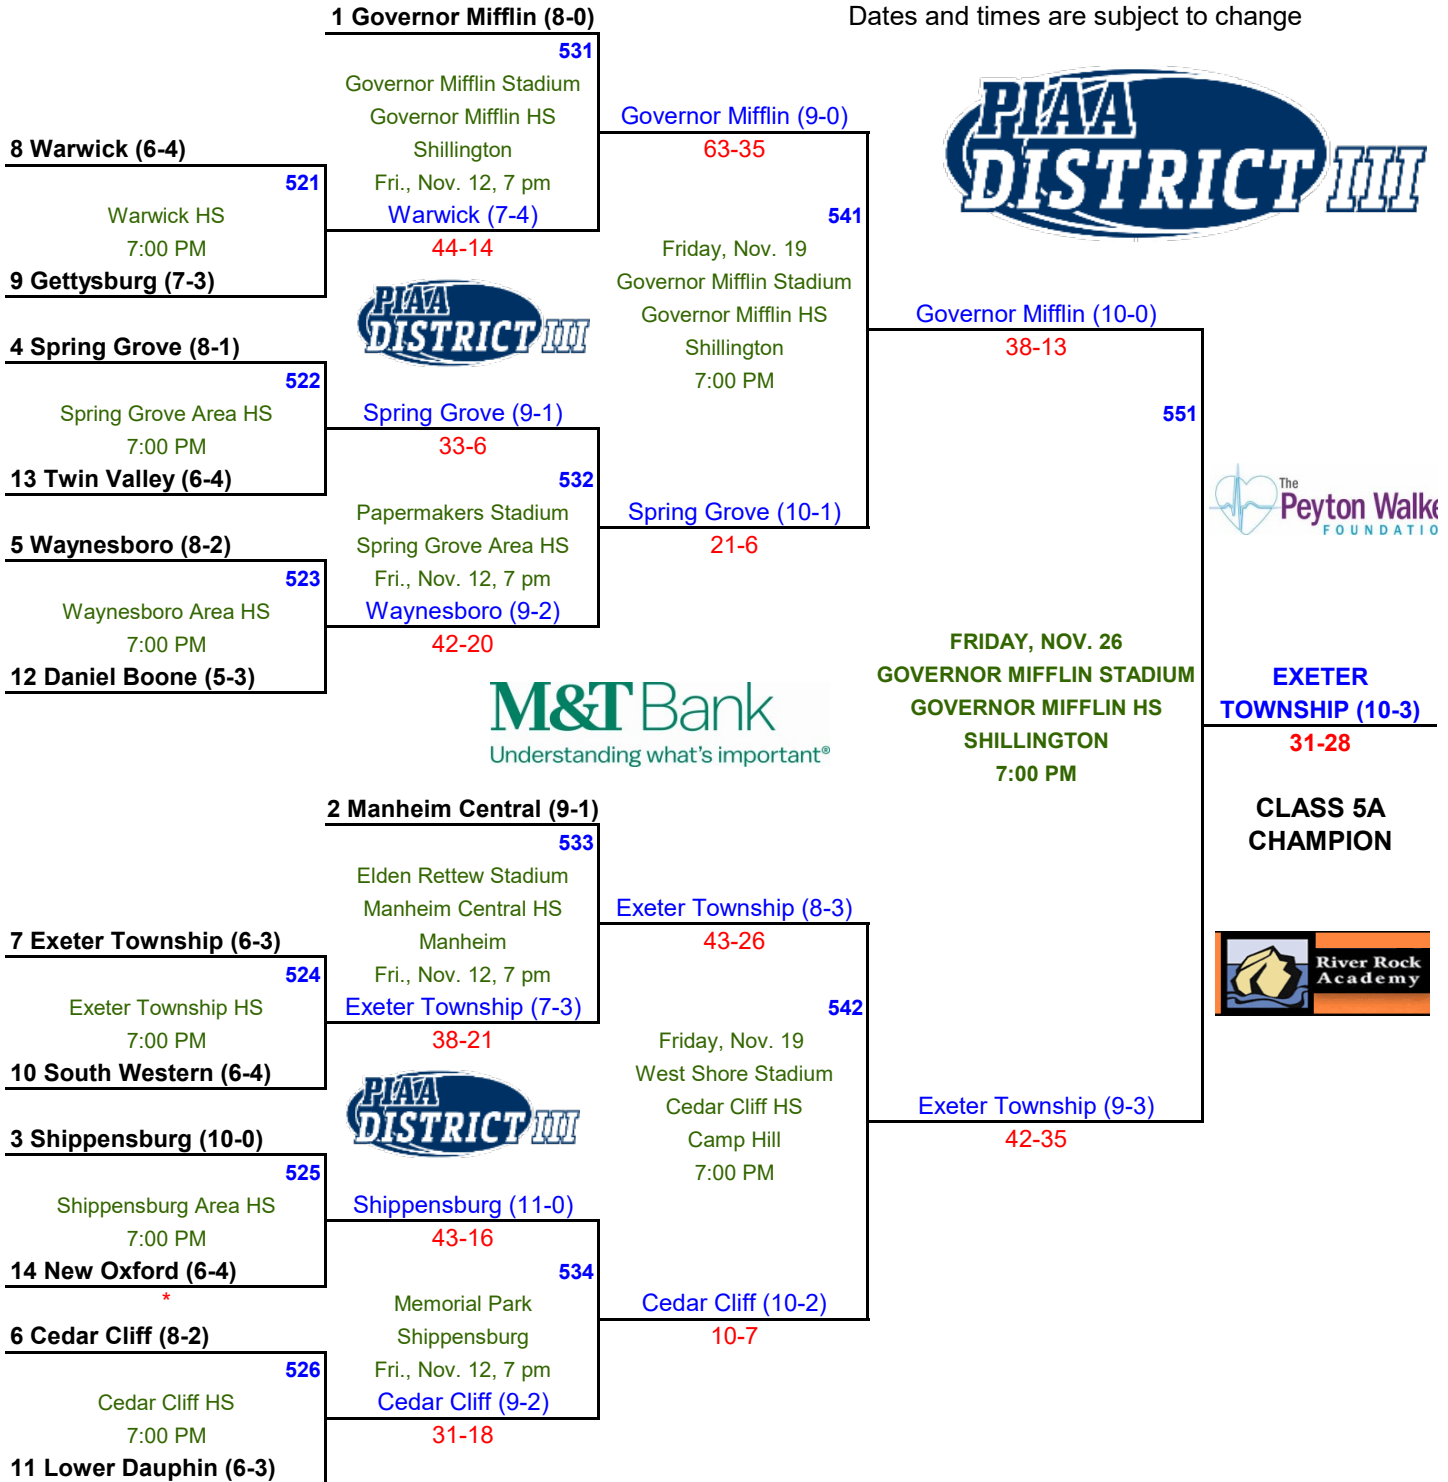 1 Governor Mifflin (8-0)
Dates and times are subject to change
531
Governor Mifflin Stadium
Governor Mifflin HS
Shillington
Fri., Nov. 12, 7 pm
Warwick (7-4)
44-14
Governor Mifflin (9-0)
63-35
PIAA
DISTRICT III
8 Warwick (6-4)
521
Warwick HS
7:00 PM
9 Gettysburg (7-3)
541
Friday, Nov. 19
Governor Mifflin Stadium
Governor Mifflin HS
Shillington
7:00 PM
PIAA
DISTRICT III
Governor Mifflin (10-0)
38-13
4 Spring Grove (8-1)
522
Spring Grove Area HS
7:00 PM
13 Twin Valley (6-4)
Spring Grove (9-1)
33-6
532
Papermakers Stadium
Spring Grove Area HS
Fri., Nov. 12, 7 pm
Waynesboro (9-2)
42-20
Spring Grove (10-1)
21-6
551
The
Peyton Walke
FOUNDATIO
5 Waynesboro (8-2)
523
Waynesboro Area HS
7:00 PM
12 Daniel Boone (5-3)
FRIDAY, NOV. 26
GOVERNOR MIFFLIN STADIUM
GOVERNOR MIFFLIN HS
SHILLINGTON
7:00 PM
EXETER
TOWNSHIP (10-3)
31-28
CLASS 5A
CHAMPION
M&T Bank
Understanding what's important®
2 Manheim Central (9-1)
533
Elden Rettew Stadium
Manheim Central HS
Manheim
Fri., Nov. 12, 7 pm
Exeter Township (7-3)
38-21
Exeter Township (8-3)
43-26
7 Exeter Township (6-3)
524
Exeter Township HS
7:00 PM
10 South Western (6-4)
542
Friday, Nov. 19
West Shore Stadium
Cedar Cliff HS
Camp Hill
7:00 PM
River Rock
Academy
PIAA
DISTRICT III
Exeter Township (9-3)
42-35
3 Shippensburg (10-0)
525
Shippensburg Area HS
7:00 PM
14 New Oxford (6-4)
*
Shippensburg (11-0)
43-16
534
Memorial Park
Shippensburg
Fri., Nov. 12, 7 pm
Cedar Cliff (9-2)
31-18
Cedar Cliff (10-2)
10-7
6 Cedar Cliff (8-2)
526
Cedar Cliff HS
7:00 PM
11 Lower Dauphin (6-3)